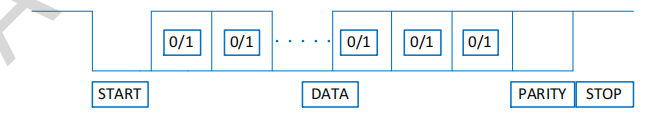 0/1 0/1 ..... 0/1 0/1 0/1
START DATA PARITY STOP